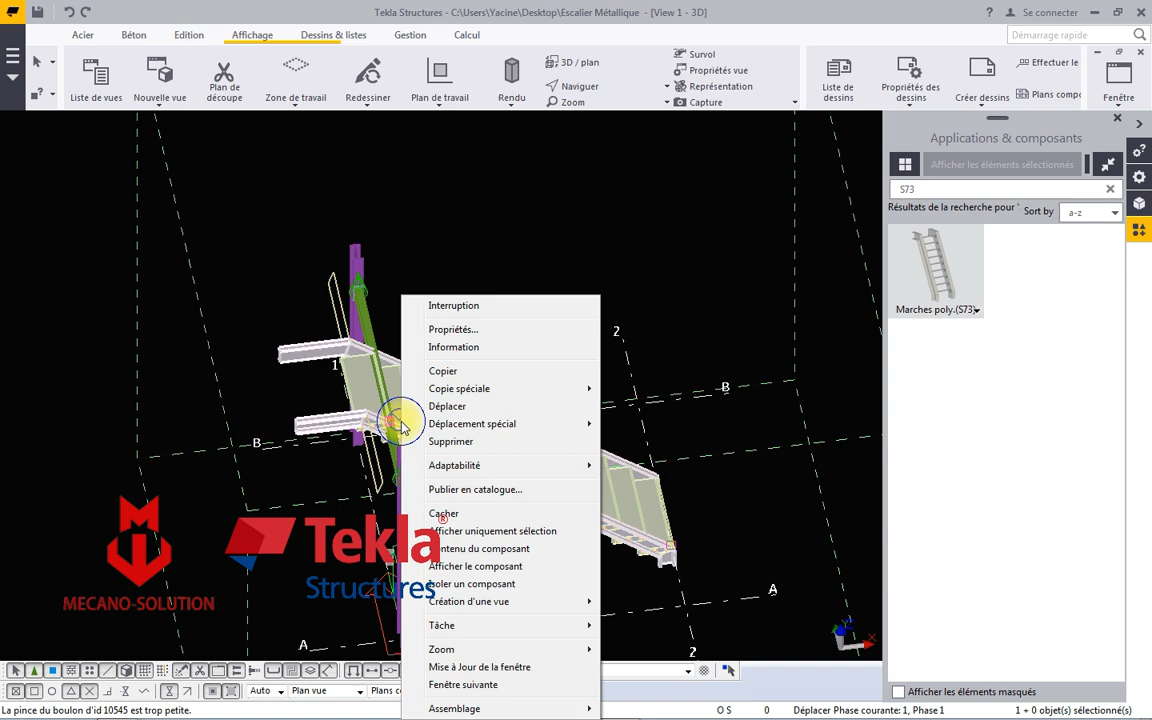 Tekla Structures - C:\Users\Yacine\Desktop\Escalier Métallique - [View 1 - 3D]
Se connecter
Acier Béton Edition Affichage Dessins & listes Gestion Calcul
Démarrage rapide
Liste de vues
Nouvelle vue
Plan de découpe
Zone de travail
Redessiner
3D / plan
Naviguer
Zoom
Plan de travail
Rendu
Survol
Propriétés vue
Représentation
Capture
Liste de dessins
Propriétés des dessins
Créer dessins
Effectuer le
Plans compo
Fenêtre
Applications & composants
Afficher les éléments sélectionnés
S73
Résultats de la recherche pour '
Sort by
a-z
Marches poly.(S73)
Interruption
Propriétés...
Information
Copier
Copie spéciale
Déplacer
Déplacement spécial
Supprimer
Adaptabilité
Publier en catalogue...
Cacher
Afficher uniquement sélection
ontenu du composant
Afficher le composant
soler un composant
Création d'une vue
Tâche
Zoom
Mise à Jour de la fenêtre
Fenêtre suivante
Assemblage
1
2
B
B
A
A
2
MECANO-SOLUTION
Tekla®
Structures
Auto
Plan vue
Plans c
Afficher les éléments masqués
La pince du boulon d'id 10545 est trop petite.
O S
0
Déplacer Phase courante: 1, Phase1
1 + 0 objet(s) sélectionné(s)